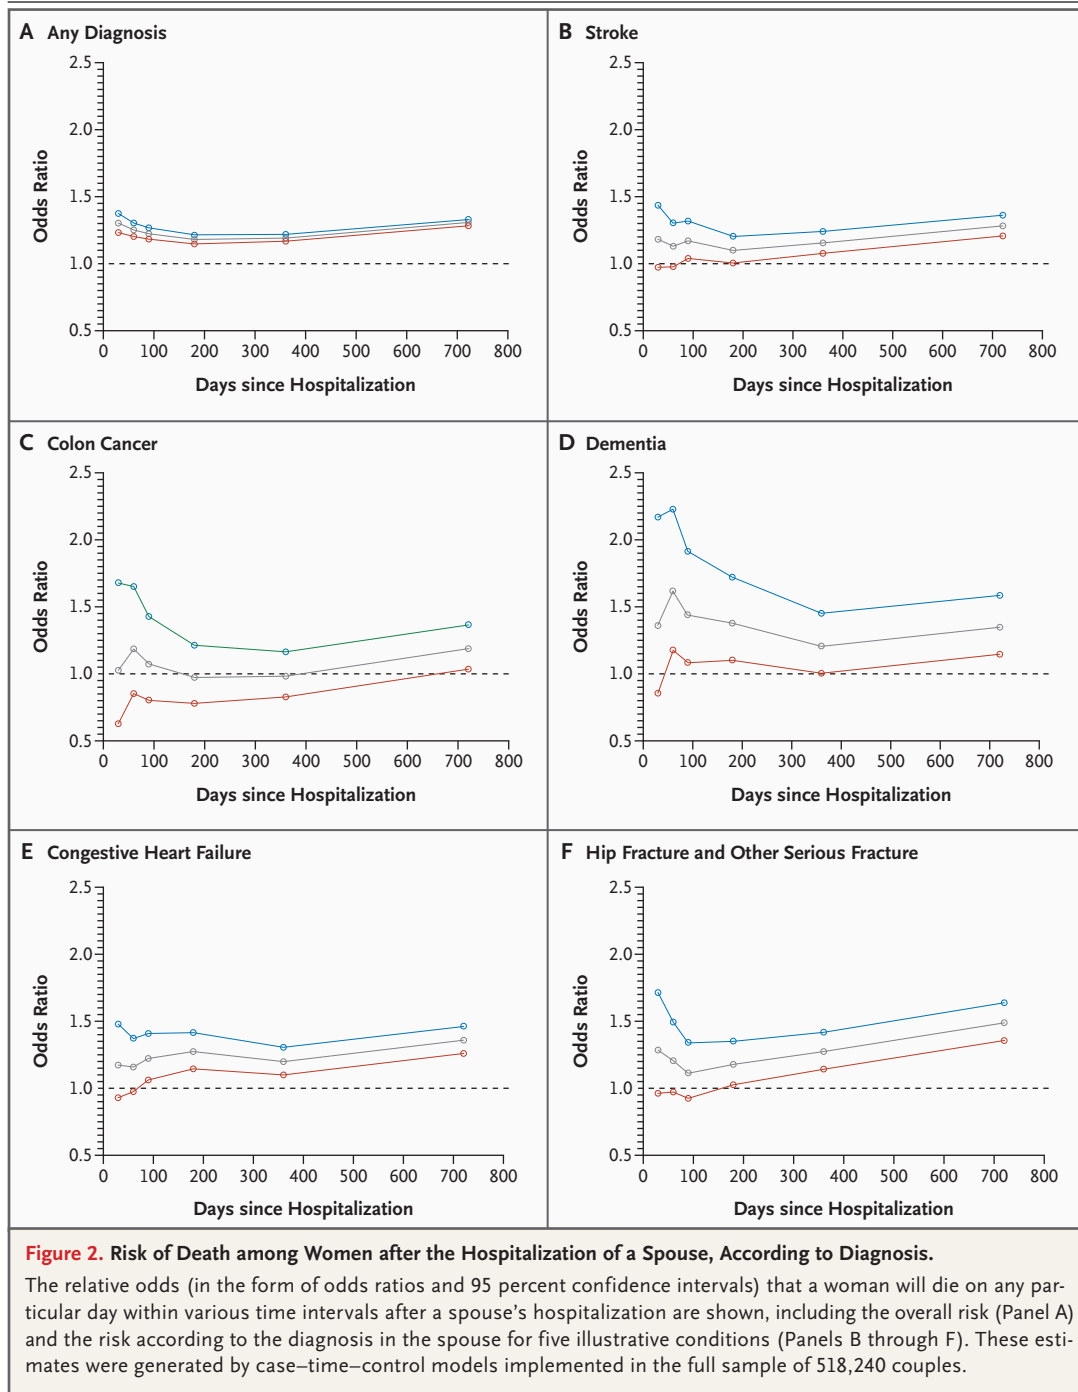 A Any Diagnosis
2.5
2.0
1.5
1.0
0.5
Odds Ratio
0 100 200 300 400 500 600 700 800
Days since Hospitalization
B Stroke
2.5
2.0
1.5
1.0
0.5
Odds Ratio
0 100 200 300 400 500 600 700 800
Days since Hospitalization
C Colon Cancer
2.5
2.0
1.5
1.0
0.5
Odds Ratio
0 100 200 300 400 500 600 700 800
Days since Hospitalization
D Dementia
2.5
2.0
1.5
1.0
0.5
Odds Ratio
0 100 200 300 400 500 600 700 800
Days since Hospitalization
E Congestive Heart Failure
2.5
2.0
1.5
1.0
0.5
Odds Ratio
0 100 200 300 400 500 600 700 800
Days since Hospitalization
F Hip Fracture and Other Serious Fracture
2.5
2.0
1.5
1.0
0.5
Odds Ratio
0 100 200 300 400 500 600 700 800
Days since Hospitalization
Figure 2. Risk of Death among Women after the Hospitalization of a Spouse, According to Diagnosis.
The relative odds (in the form of odds ratios and 95 percent confidence intervals) that a woman will die on any par-
ticular day within various time intervals after a spouse's hospitalization are shown, including the overall risk (Panel A)
and the risk according to the diagnosis in the spouse for five illustrative conditions (Panels B through F). These esti-
mates were generated by case–time–control models implemented in the full sample of 518,240 couples.